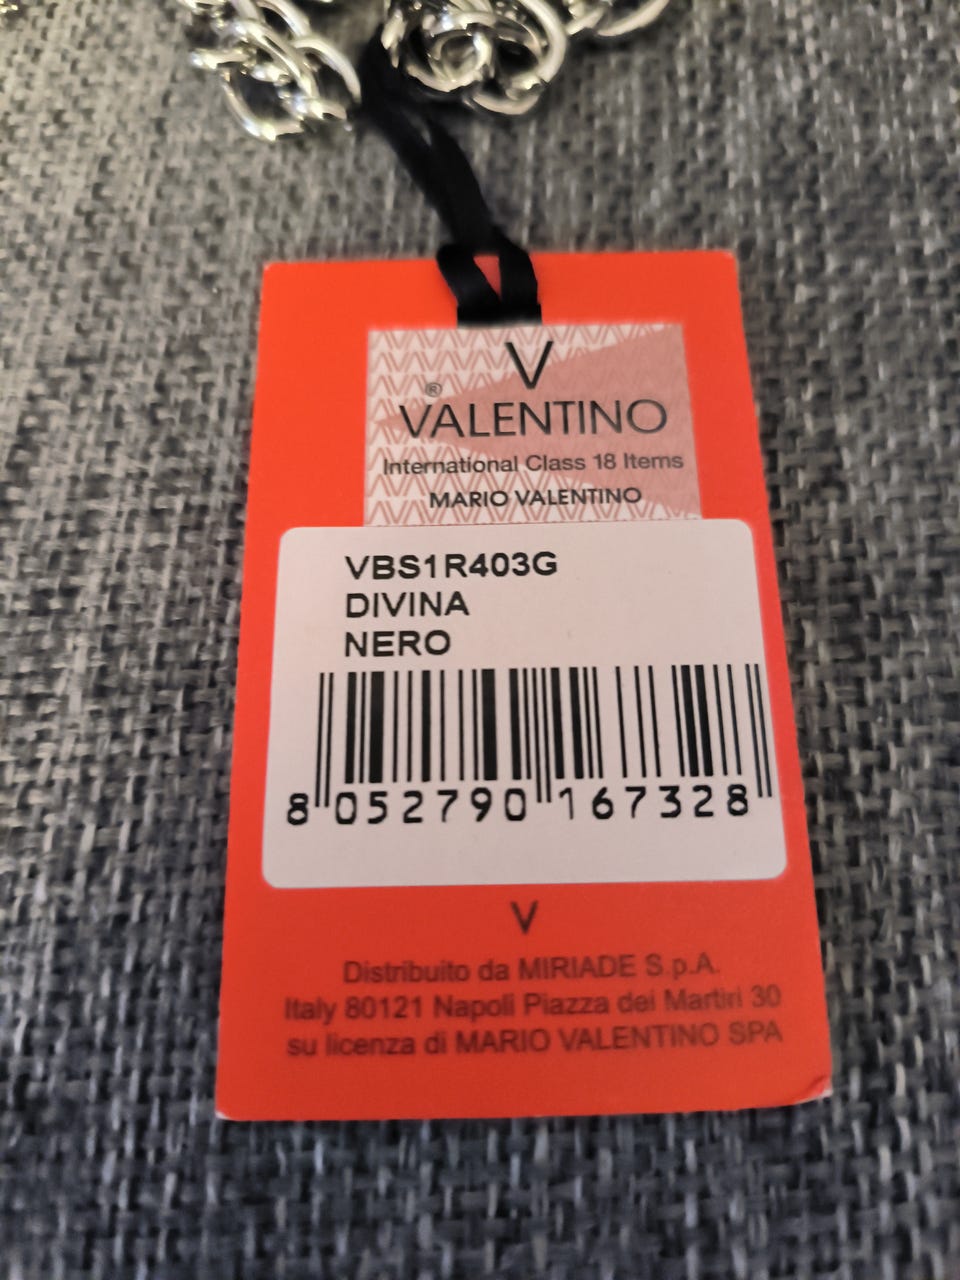 V
® VALENTINO
International Class 18 Items
MARIO VALENTINO
VBS1R403G
DIVINA
NERO
8 052790 167328
V
Distribuito da MIRIADE S.p.A.
Italy 80121 Napoli Piazza dei Martiri 30
su licenza di MARIO VALENTINO SPA